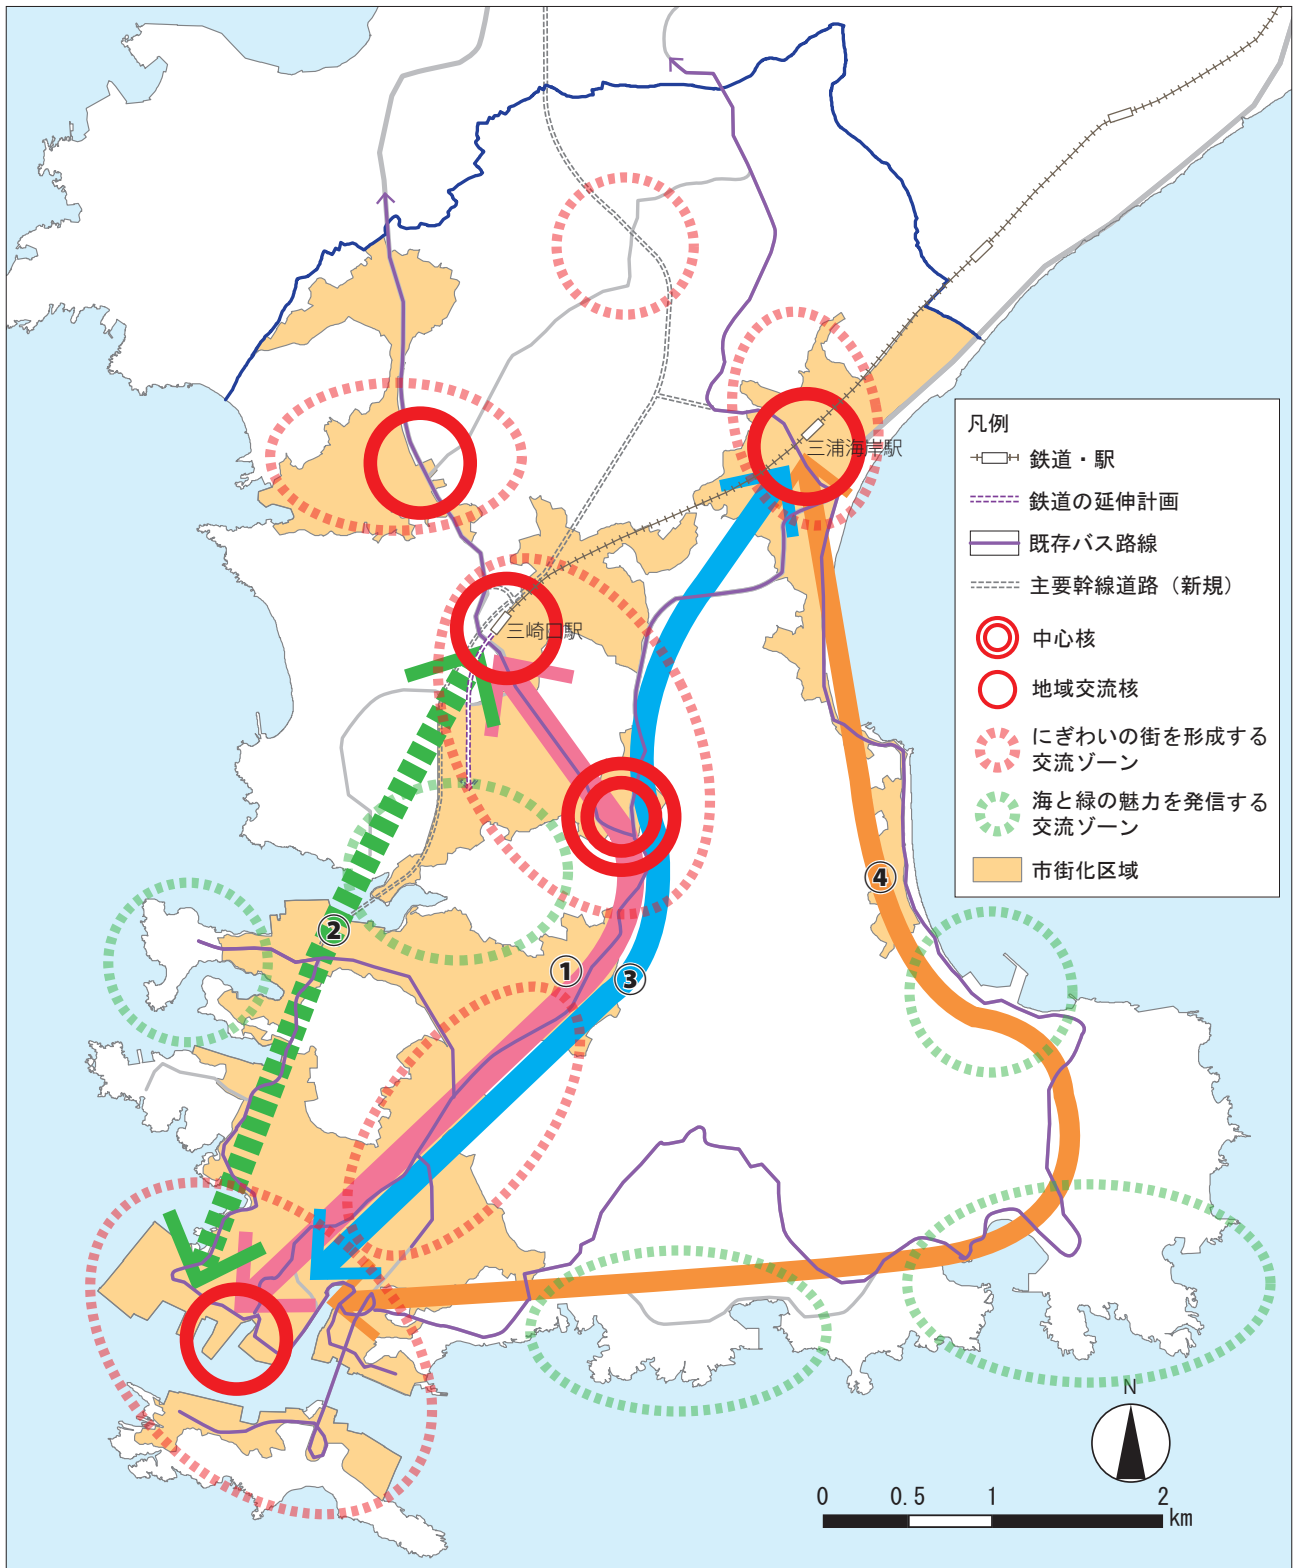 三浦海岸駅
凡例
鉄道・駅
鉄道の延伸計画
既存バス路線
主要幹線道路（新規）
中心核
地域交流核
にぎわいの街を形成する
交流ゾーン
海と緑の魅力を発信する
交流ゾーン
市街化区域
三崎口駅
④
②
①
③
N
0 0.5 1 2
km